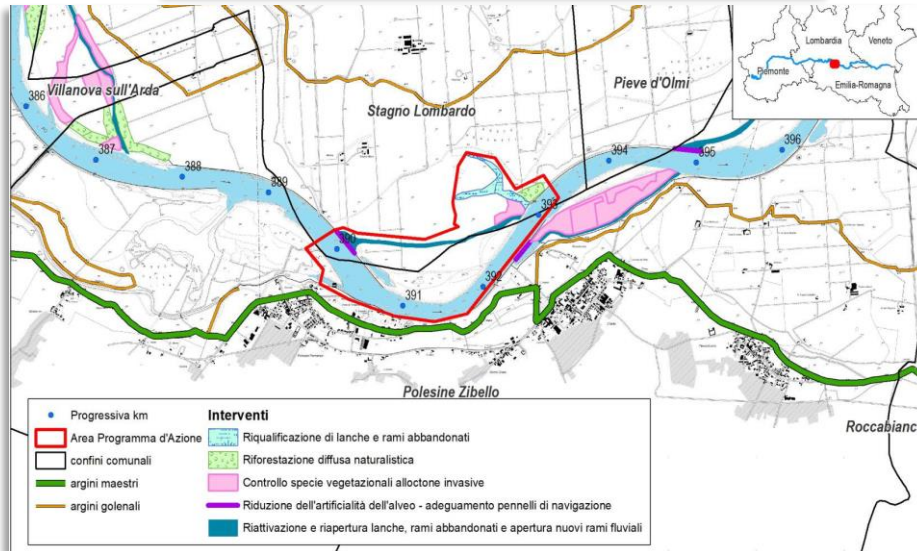 Lombardia
Veneto
Piemonte
Emilia-Romagna
Villanova sull'Arda
Stagno Lombardo
Pieve d'Olmi
386
387
388
389
390
391
392
393
394
395
396
Polesine Zibello
Roccabianc
Progressiva km
Area Programma d'Azione
confini comunali
argini maestri
argini golenali
Interventi
Riqualificazione di lanche e rami abbandonati
Riforestazione diffusa naturalistica
Controllo specie vegetazionali alloctone invasive
Riduzione dell'artificialità dell'alveo - adeguamento pennelli di navigazione
Riattivazione e riapertura lanche, rami abbandonati e apertura nuovi rami fluviali